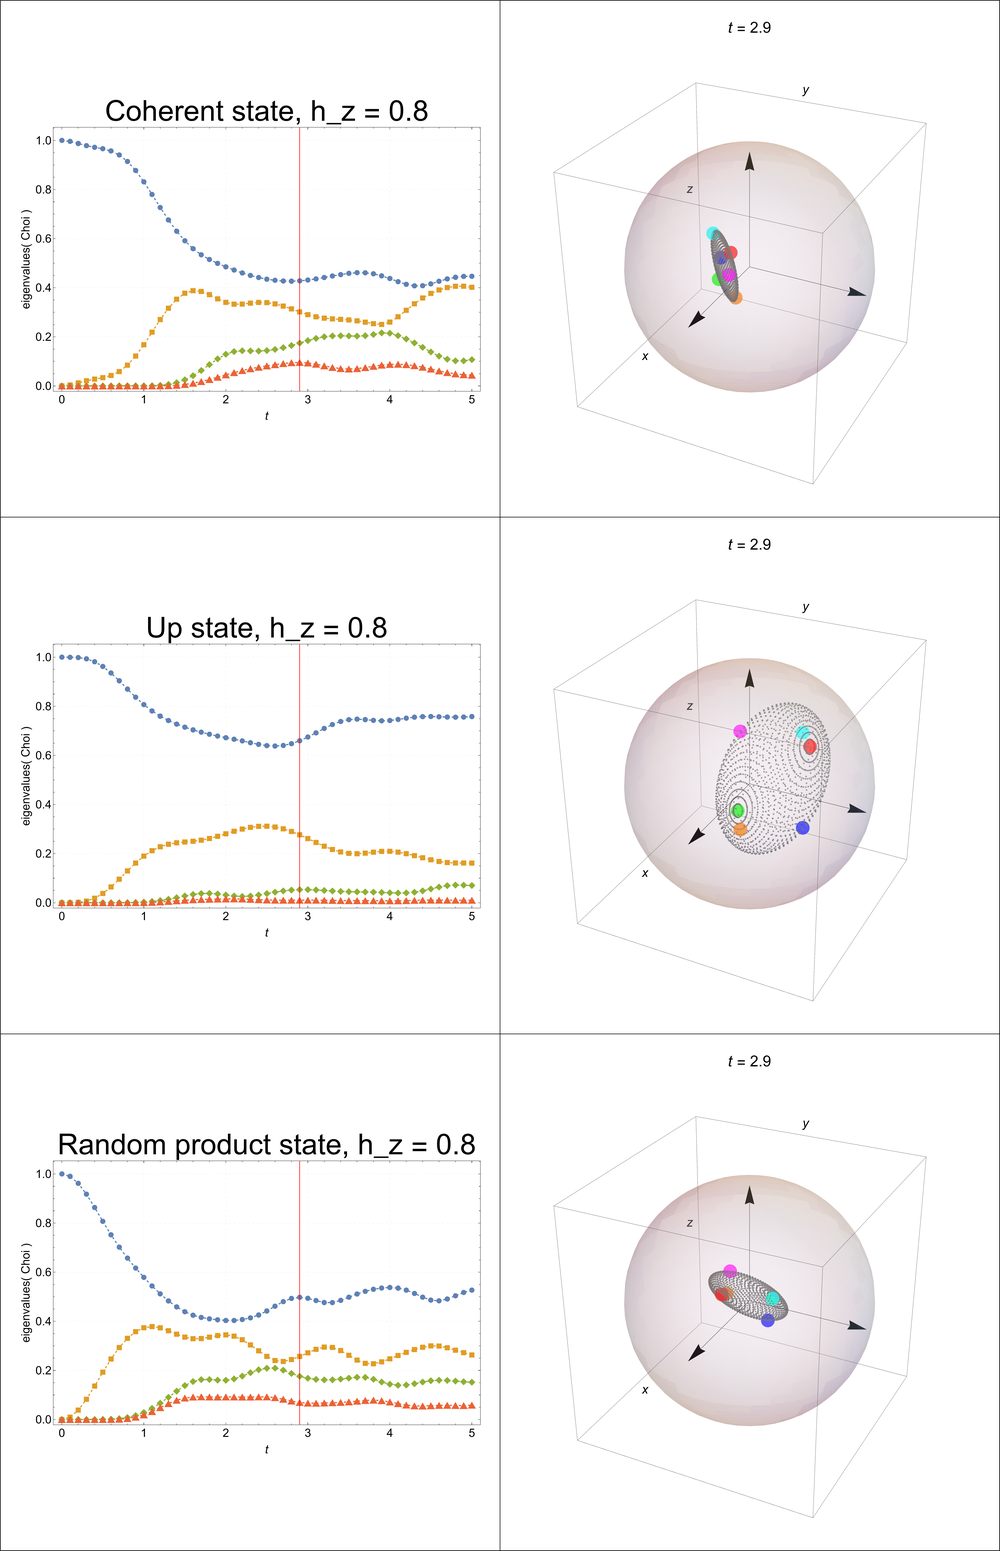 Coherent state, h_z = 0.8
eigenvalues( Choi )
1.0
0.8
0.6
0.4
0.2
0.0
0 1 2 3 4 5
t
t = 2.9
y
z
x
Up state, h_z = 0.8
eigenvalues( Choi )
1.0
0.8
0.6
0.4
0.2
0.0
0 1 2 3 4 5
t
t = 2.9
y
z
x
Random product state, h_z = 0.8
eigenvalues( Choi )
1.0
0.8
0.6
0.4
0.2
0.0
0 1 2 3 4 5
t
t = 2.9
y
z
x